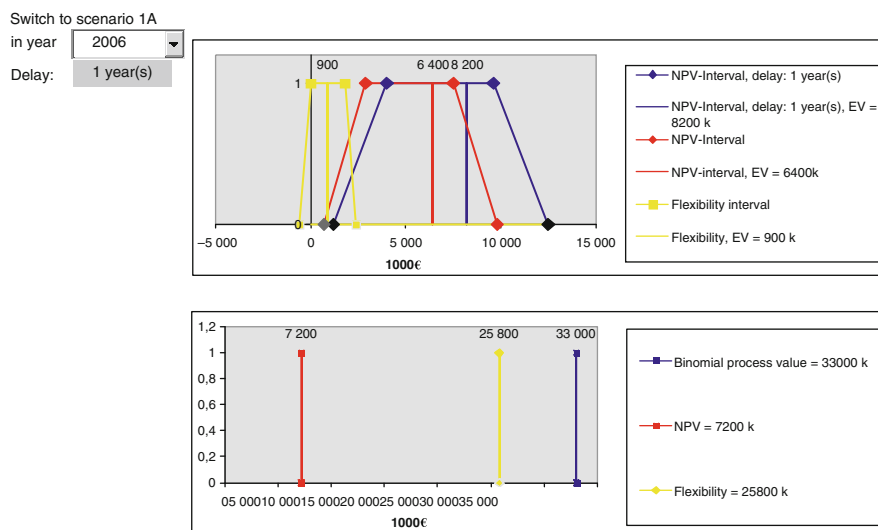 Switch to scenario 1A
in year 2006
Delay: 1 year(s)
900 6 400 8 200
1
0
–5 000 0 5 000 10 000 15 000
1000€
NPV-Interval, delay: 1 year(s)
NPV-Interval, delay: 1 year(s), EV =
8200 k
NPV-Interval
NPV-interval, EV = 6400k
Flexibility interval
Flexibility, EV = 900 k
1,2
7 200 25 800 33 000
1
0,8
0,6
0,4
0,2
0
05 00010 00015 00020 00025 00030 00035 000
1000€
Binomial process value = 33000 k
NPV = 7200 k
Flexibility = 25800 k